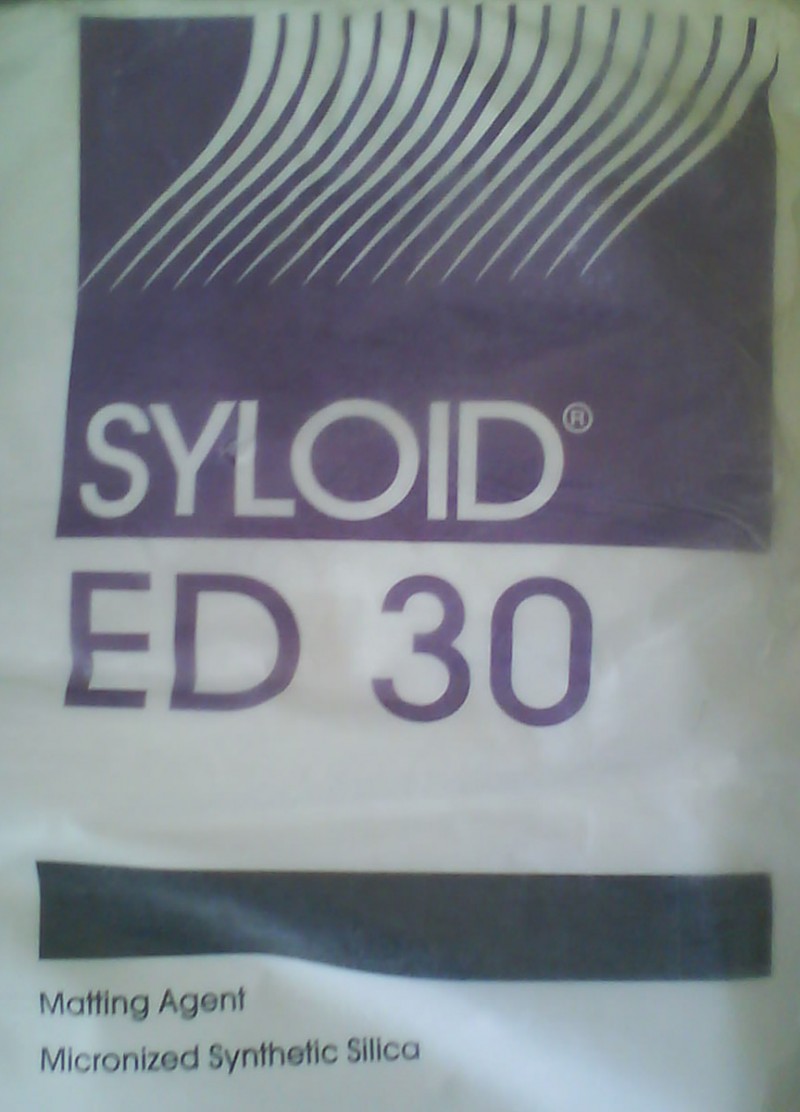 SYLOID®
ED 30
Matting Agent
Micronized Synthetic Silica